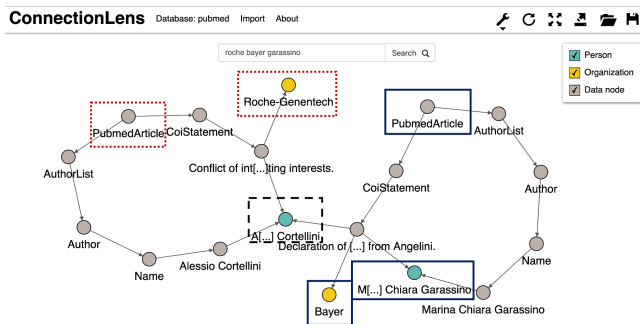 ConnectionLens Database: pubmed Import About
roche bayer garassino Search
Person
Organization
Data node
Roche-Genentech
PubmedArticle
CoiStatement
PubmedArticle
AuthorList
AuthorList
Conflict of int[...]ting interests.
CoiStatement
Author
Author
A[...] Cortellini
Declaration of [...] from Angelini.
Name
Alessio Cortellini
Name
M[...] Chiara Garassino
Bayer
Marina Chiara Garassino